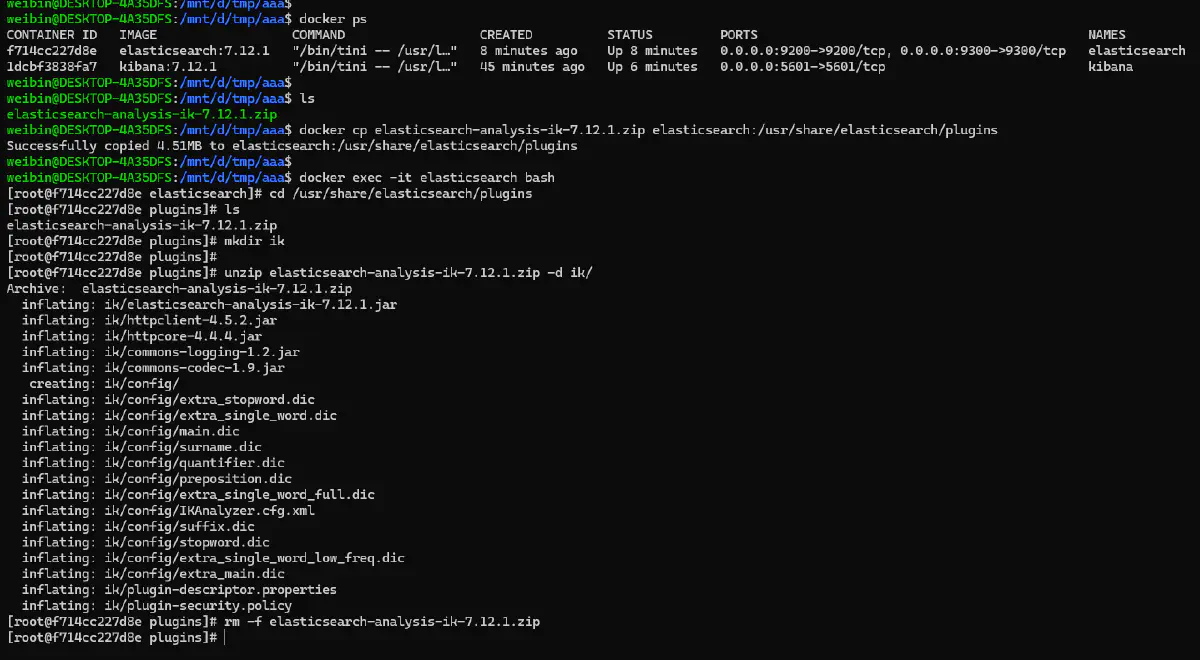 weibin@DESKTOP-4A35DFS:/mnt/d/tmp/aaa$
weibin@DESKTOP-4A35DFS:/mnt/d/tmp/aaa$ docker ps
CONTAINER ID   IMAGE                  COMMAND                  CREATED          STATUS         PORTS                                            NAMES
f714cc227d8e   elasticsearch:7.12.1   "/bin/tini -- /usr/l…"   8 minutes ago    Up 8 minutes   0.0.0.0:9200->9200/tcp, 0.0.0.0:9300->9300/tcp   elasticsearch
1dcbf3838fa7   kibana:7.12.1          "/bin/tini -- /usr/l…"   45 minutes ago   Up 6 minutes   0.0.0.0:5601->5601/tcp                           kibana
weibin@DESKTOP-4A35DFS:/mnt/d/tmp/aaa$
weibin@DESKTOP-4A35DFS:/mnt/d/tmp/aaa$ ls
elasticsearch-analysis-ik-7.12.1.zip
weibin@DESKTOP-4A35DFS:/mnt/d/tmp/aaa$ docker cp elasticsearch-analysis-ik-7.12.1.zip elasticsearch:/usr/share/elasticsearch/plugins
Successfully copied 4.51MB to elasticsearch:/usr/share/elasticsearch/plugins
weibin@DESKTOP-4A35DFS:/mnt/d/tmp/aaa$
weibin@DESKTOP-4A35DFS:/mnt/d/tmp/aaa$ docker exec -it elasticsearch bash
[root@f714cc227d8e elasticsearch]# cd /usr/share/elasticsearch/plugins
[root@f714cc227d8e plugins]# ls
elasticsearch-analysis-ik-7.12.1.zip
[root@f714cc227d8e plugins]# mkdir ik
[root@f714cc227d8e plugins]#
[root@f714cc227d8e plugins]# unzip elasticsearch-analysis-ik-7.12.1.zip -d ik/
Archive:  elasticsearch-analysis-ik-7.12.1.zip
  inflating: ik/elasticsearch-analysis-ik-7.12.1.jar
  inflating: ik/httpclient-4.5.2.jar
  inflating: ik/httpcore-4.4.4.jar
  inflating: ik/commons-logging-1.2.jar
  inflating: ik/commons-codec-1.9.jar
   creating: ik/config/
  inflating: ik/config/extra_stopword.dic
  inflating: ik/config/extra_single_word.dic
  inflating: ik/config/main.dic
  inflating: ik/config/surname.dic
  inflating: ik/config/quantifier.dic
  inflating: ik/config/preposition.dic
  inflating: ik/config/extra_single_word_full.dic
  inflating: ik/config/IKAnalyzer.cfg.xml
  inflating: ik/config/suffix.dic
  inflating: ik/config/stopword.dic
  inflating: ik/config/extra_single_word_low_freq.dic
  inflating: ik/config/extra_main.dic
  inflating: ik/plugin-descriptor.properties
  inflating: ik/plugin-security.policy
[root@f714cc227d8e plugins]# rm -f elasticsearch-analysis-ik-7.12.1.zip
[root@f714cc227d8e plugins]#